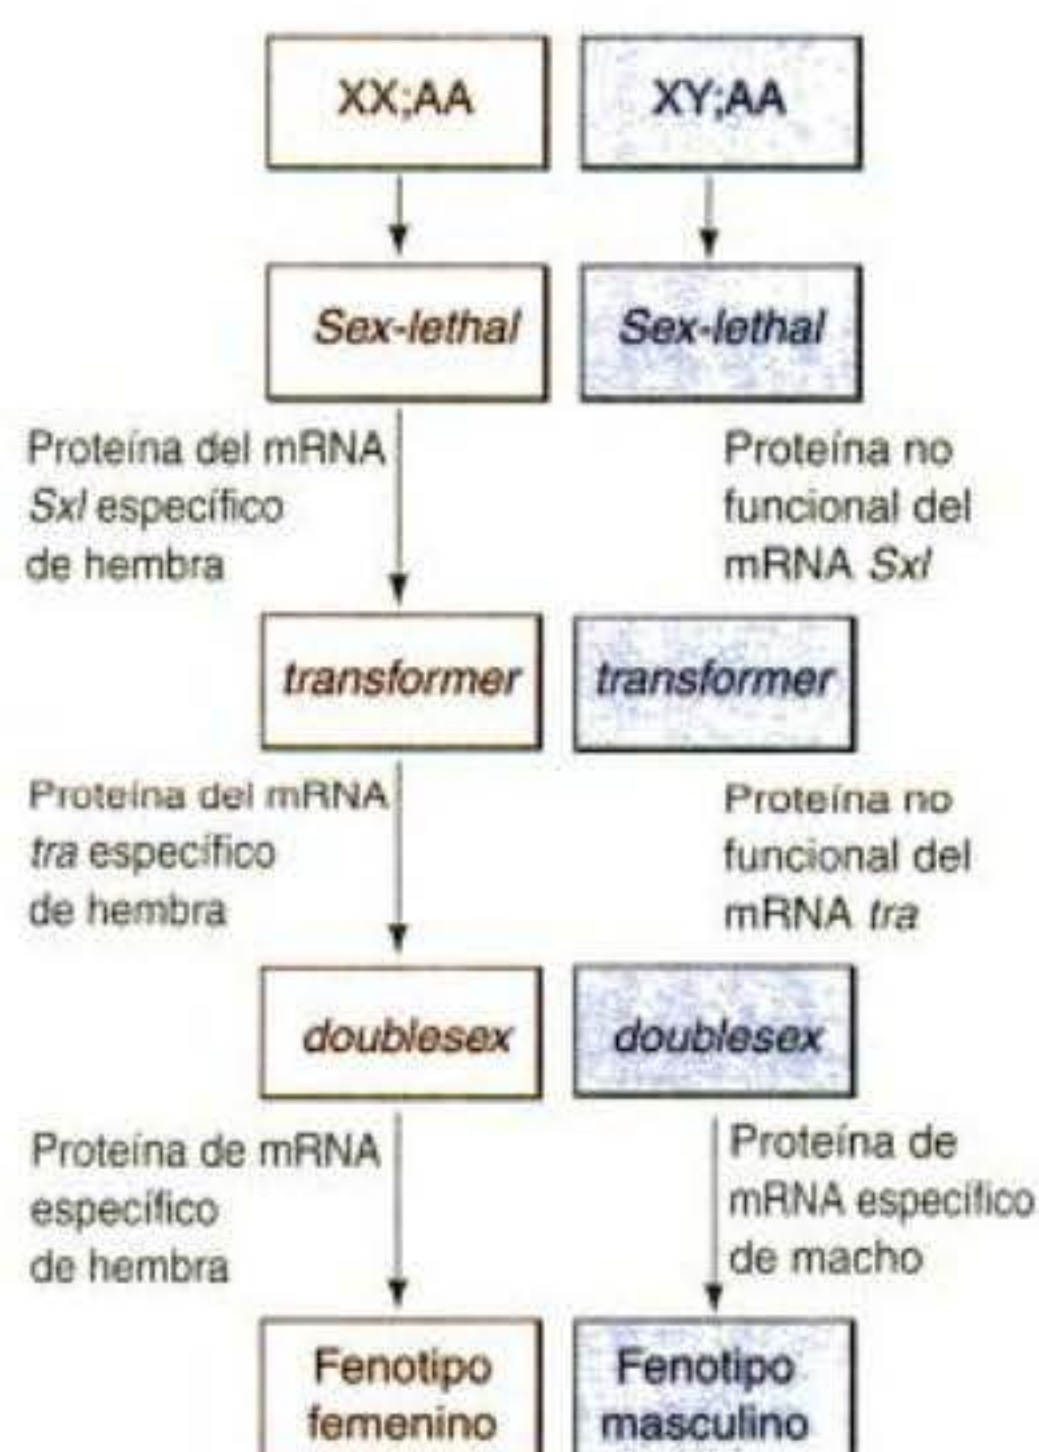 XX;AA
XY;AA
Sex-lethal
Sex-lethal
Proteína del mRNA
Sxl específico
de hembra
Proteína no
funcional del
mRNA Sxl
transformer
transformer
Proteína del mRNA
tra específico
de hembra
Proteína no
funcional del
mRNA tra
doublesex
doublesex
Proteína de mRNA
específico
de hembra
Proteína de
mRNA específico
de macho
Fenotipo
femenino
Fenotipo
masculino